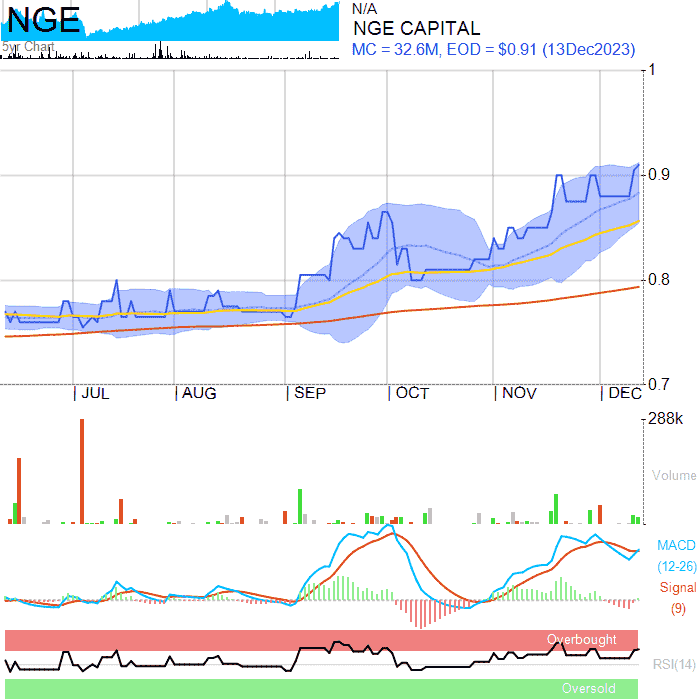 NGE
5yr Chart
N/A
NGE CAPITAL
MC = 32.6M, EOD = $0.91 (13Dec2023)
1
0.9
0.8
0.7
JUL AUG SEP OCT NOV DEC
288k
Volume
MACD
(12-26)
Signal
(9)
Overbought
RSI(14)
Oversold